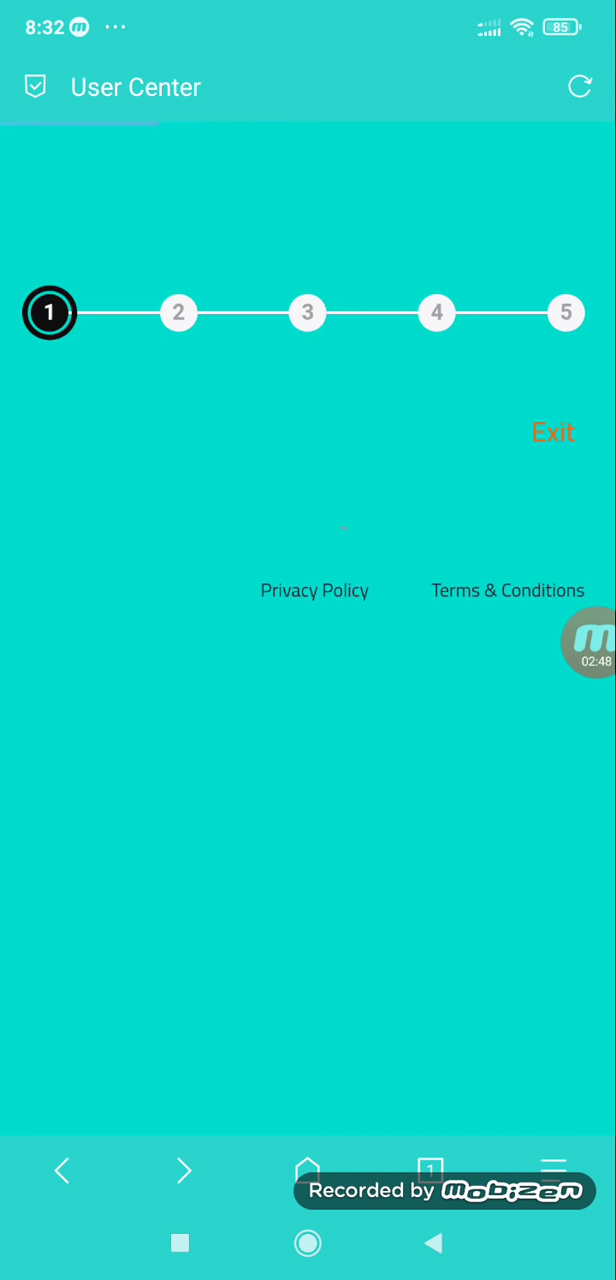 8:32 m ... 85
User Center
1 2 3 4 5
Exit
Privacy Policy Terms & Conditions
m
02:48
1
Recorded by mobizen